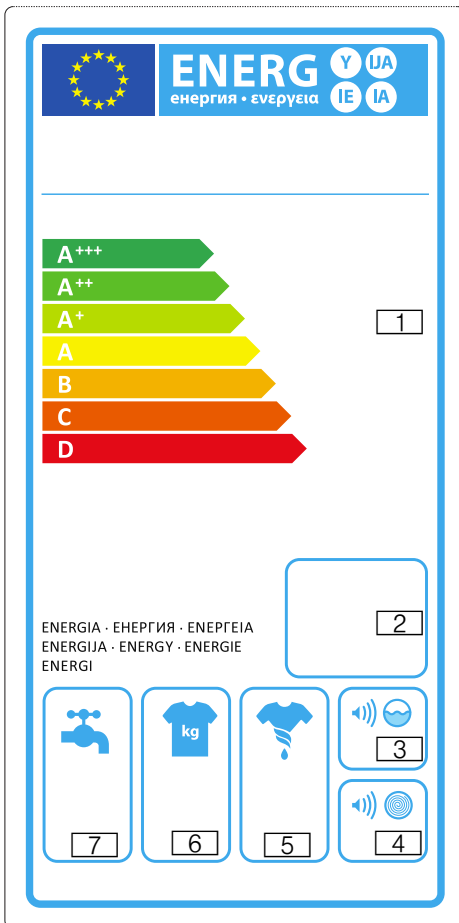 ENERG Y IJA
енергия · ενεργεια IE IA
A+++
A++
A+
1
A
B
C
D
2
ENERGIA · ЕНЕРГИЯ · ΕΝΕΡΓΕΙΑ
ENERGIJA · ENERGY · ENERGIE
ENERGI
kg
3
7 6 5 4